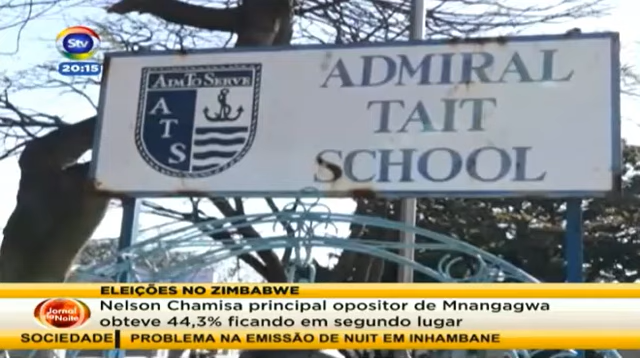 Stv
20:15
AIM TO SERVE
ATS
ADMIRAL
TAIT
SCHOOL
ELEIÇÕES NO ZIMBABWE
Jornal da Noite
Nelson Chamisa principal opositor de Mnangagwa
obteve 44,3% ficando em segundo lugar
SOCIEDADE PROBLEMA NA EMISSÃO DE NUIT EM INHAMBANE